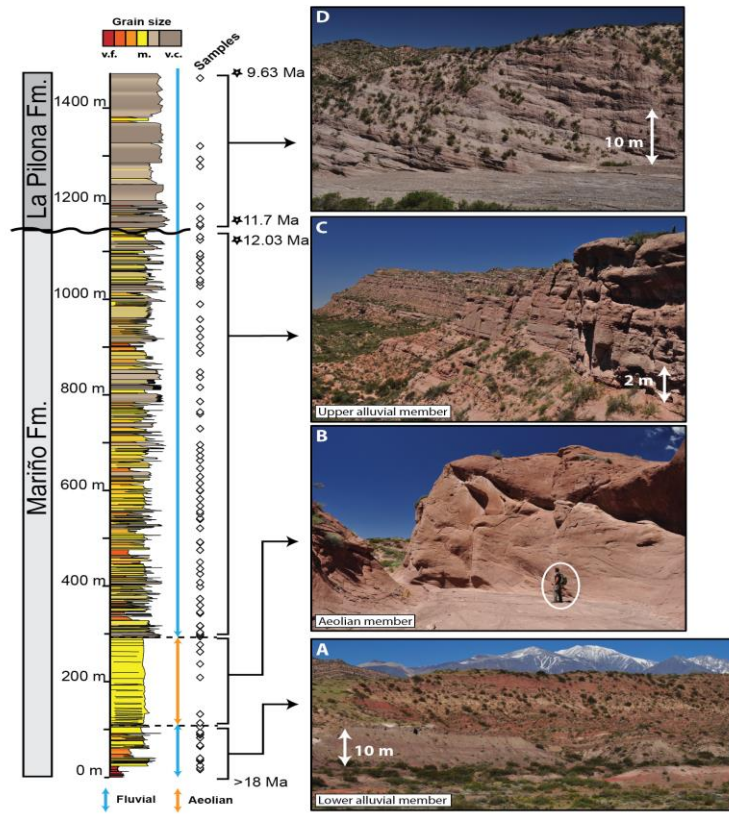 Grain size
v.f. m. v.c.
Samples
La Pilona Fm.
Mariño Fm.
1400 m
1200 m
1000 m
800 m
600 m
400 m
200 m
0 m
9.63 Ma
11.7 Ma
12.03 Ma
>18 Ma
Fluvial
Aeolian
D
10 m
C
2 m
Upper alluvial member
B
Aeolian member
A
10 m
Lower alluvial member